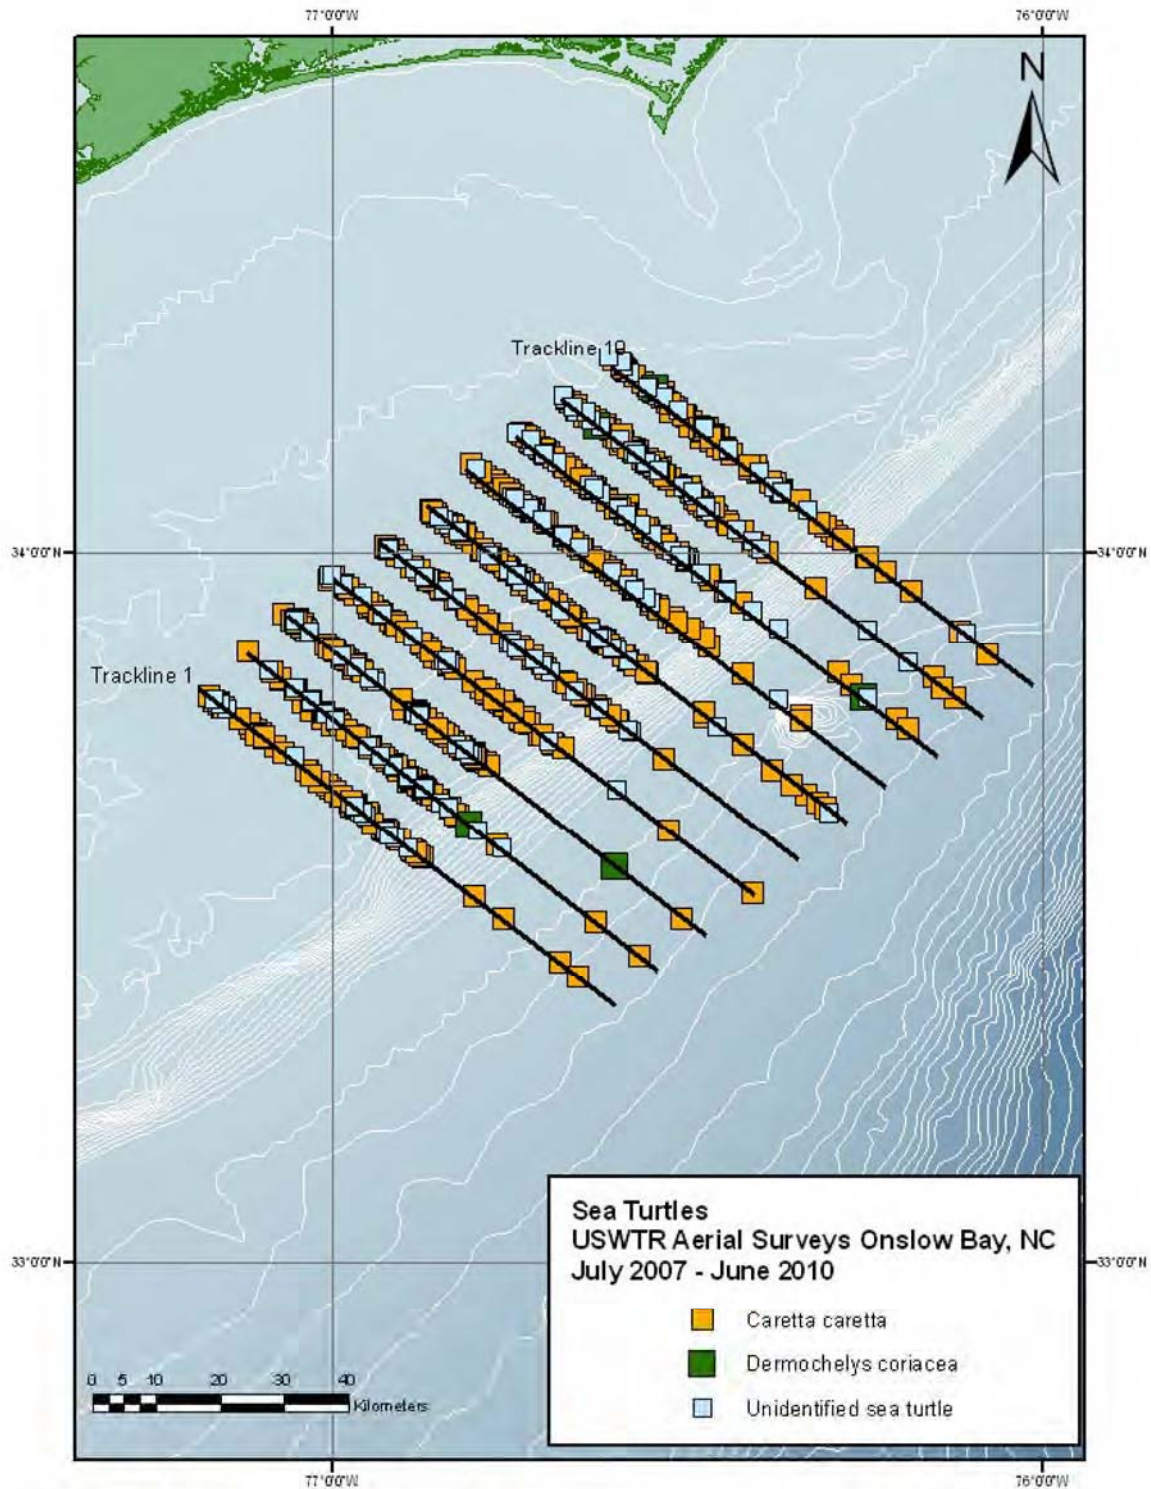 77°0'0"W 76°0'0"W
N
Trackline 10
34°0'0"N 34°0'0"N
Trackline 1
Sea Turtles
USWTR Aerial Surveys Onslow Bay, NC
July 2007 - June 2010
33°0'0"N 33°0'0"N
Caretta caretta
Dermochelys coriacea
Unidentified sea turtle
0 5 10 20 30 40
Kilometers
77°0'0"W 76°0'0"W